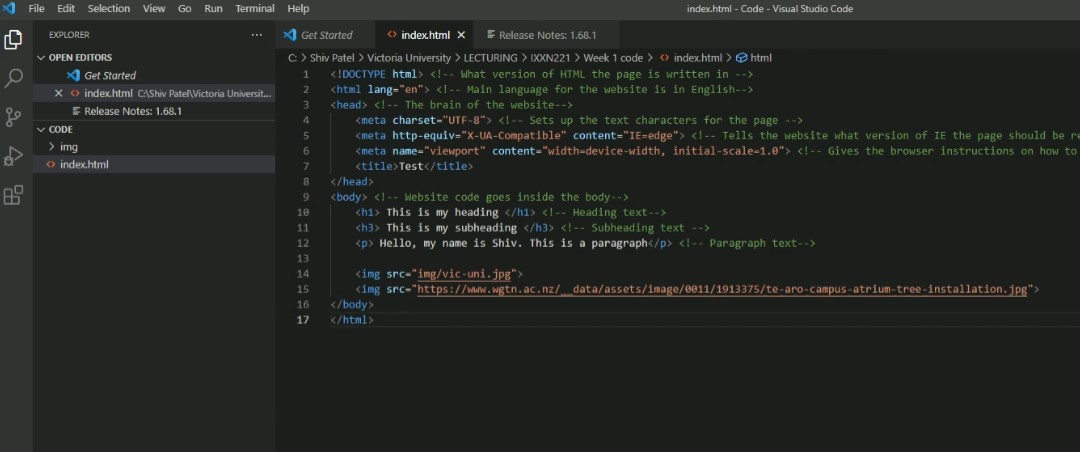 File Edit Selection View Go Run Terminal Help index.html - Code - Visual Studio Code
EXPLORER ...
OPEN EDITORS
Get Started
index.html C:\Shiv Patel\Victoria Universit...
Release Notes: 1.68.1
CODE
img
index.html
Get Started index.html Release Notes: 1.68.1
C: > Shiv Patel > Victoria University > LECTURING > IXXN221 > Week 1 code > index.html > html
1 <!DOCTYPE html> <!-- What version of HTML the page is written in -->
2 <html lang="en"> <!-- Main language for the website is in English-->
3 <head> <!-- The brain of the website-->
4 <meta charset="UTF-8"> <!-- Sets up the text characters for the page -->
5 <meta http-equiv="X-UA-Compatible" content="IE=edge"> <!-- Tells the website what version of IE the page should be re
6 <meta name="viewport" content="width=device-width, initial-scale=1.0"> <!-- Gives the browser instructions on how to
7 <title>Test</title>
8 </head>
9 <body> <!-- Website code goes inside the body-->
10 <h1> This is my heading </h1> <!-- Heading text-->
11 <h3> This is my subheading </h3> <!-- Subheading text -->
12 <p> Hello, my name is Shiv. This is a paragraph</p> <!-- Paragraph text-->
13
14 <img src="img/vic-uni.jpg">
15 <img src="https://www.wgtn.ac.nz/__data/assets/image/0011/1913375/te-aro-campus-atrium-tree-installation.jpg">
16 </body>
17 </html>